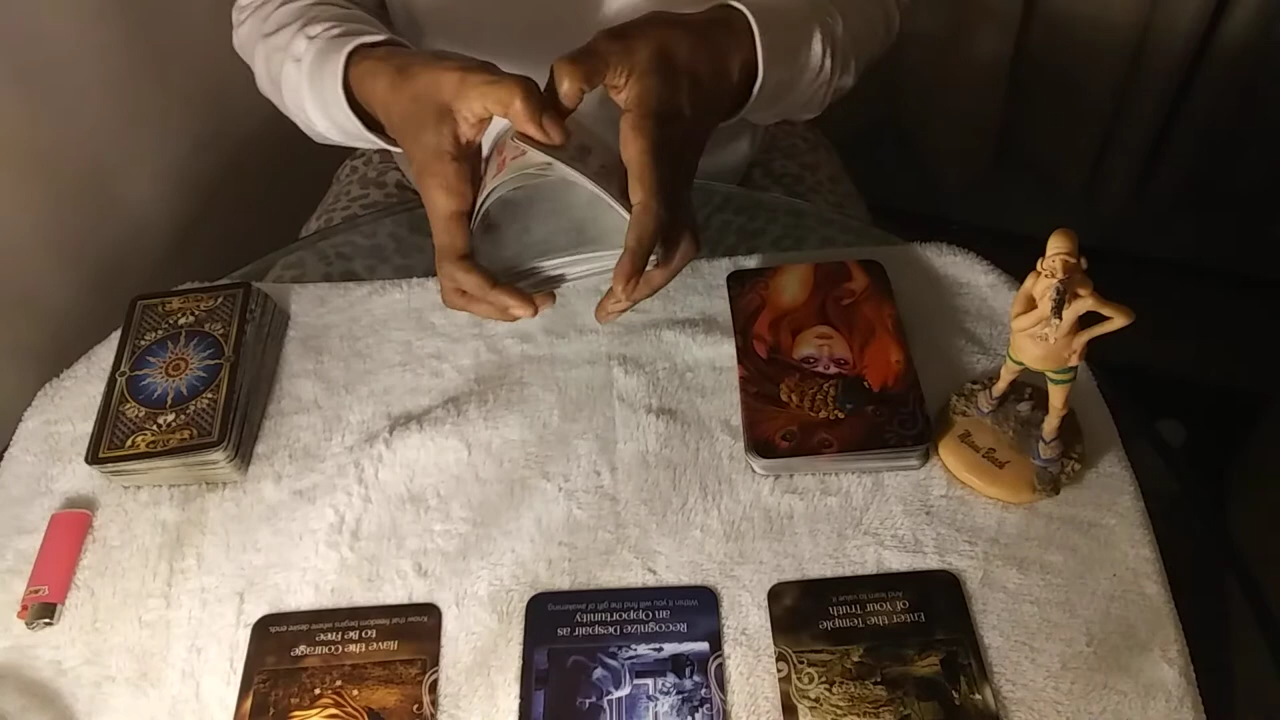 Have the Courage
to Be Free
Know that freedom begins where desire ends.
Recognize Despair as
an Opportunity
Within it you will find the gift of awakening
Enter the Temple
of Your Truth
And learn to value it
Miami Beach